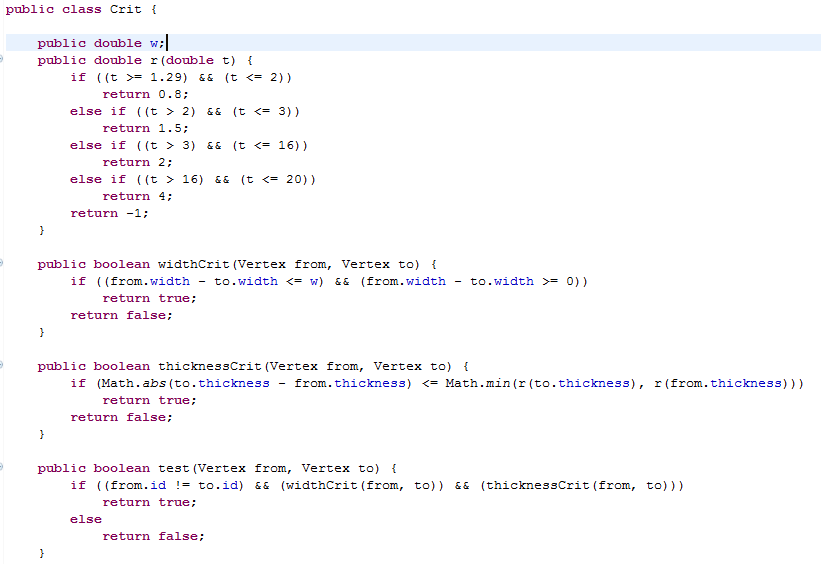 public class Crit {
public double w;
public double r(double t) {
if ((t >= 1.29) && (t <= 2))
return 0.8;
else if ((t > 2) && (t <= 3))
return 1.5;
else if ((t > 3) && (t <= 16))
return 2;
else if ((t > 16) && (t <= 20))
return 4;
return -1;
}
public boolean widthCrit(Vertex from, Vertex to) {
if ((from.width - to.width <= w) && (from.width - to.width >= 0))
return true;
return false;
}
public boolean thicknessCrit(Vertex from, Vertex to) {
if (Math.abs(to.thickness - from.thickness) <= Math.min(r(to.thickness), r(from.thickness)))
return true;
return false;
}
public boolean test(Vertex from, Vertex to) {
if ((from.id != to.id) && (widthCrit(from, to)) && (thicknessCrit(from, to)))
return true;
else
return false;
}